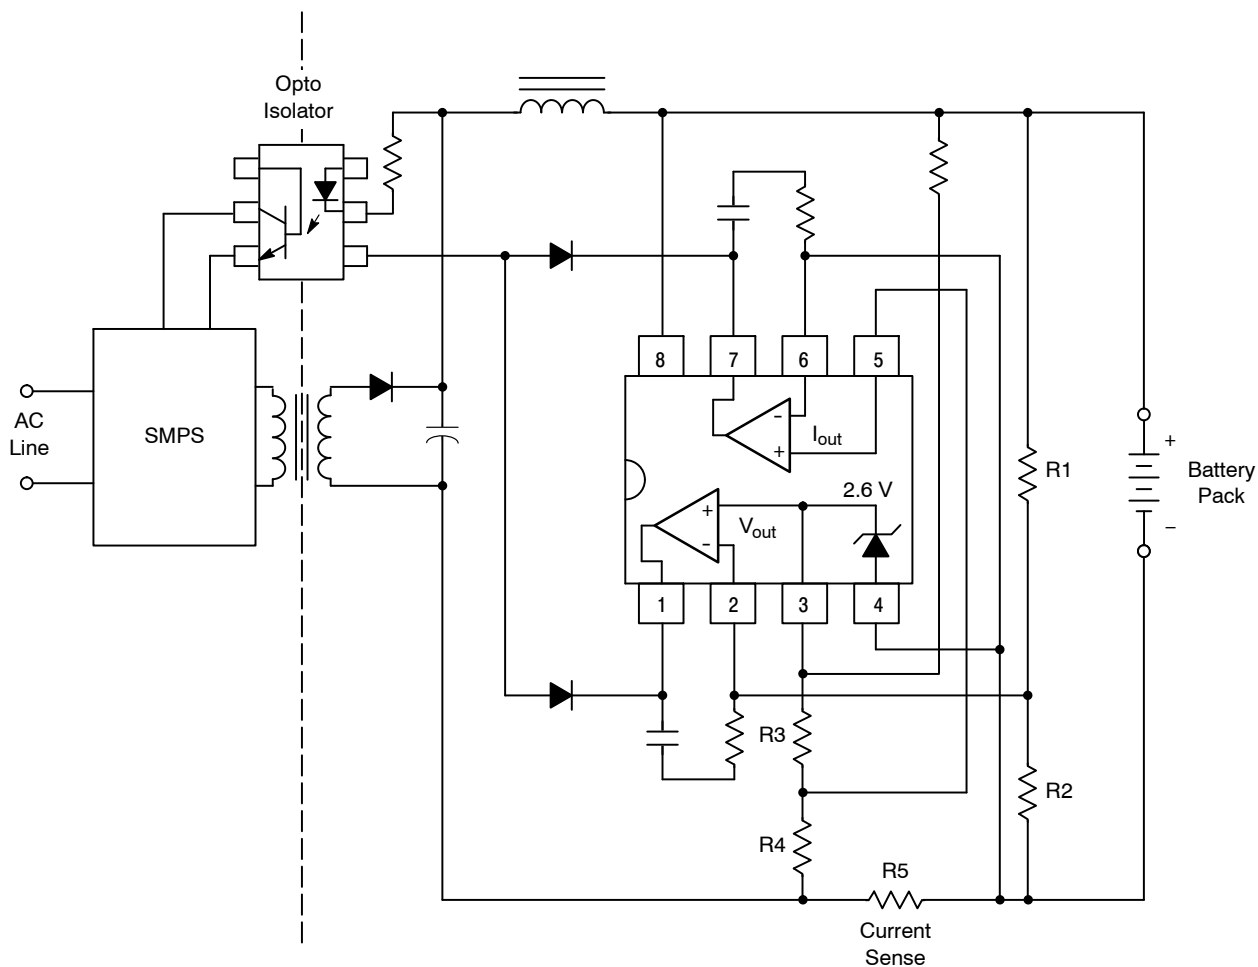 Opto
Isolator
8
7
6
5
AC
Line
SMPS
–
+
I_out
R1
+
Battery
Pack
–
2.6 V
+
–
V_out
1
2
3
4
R3
R2
R4
R5
Current
Sense